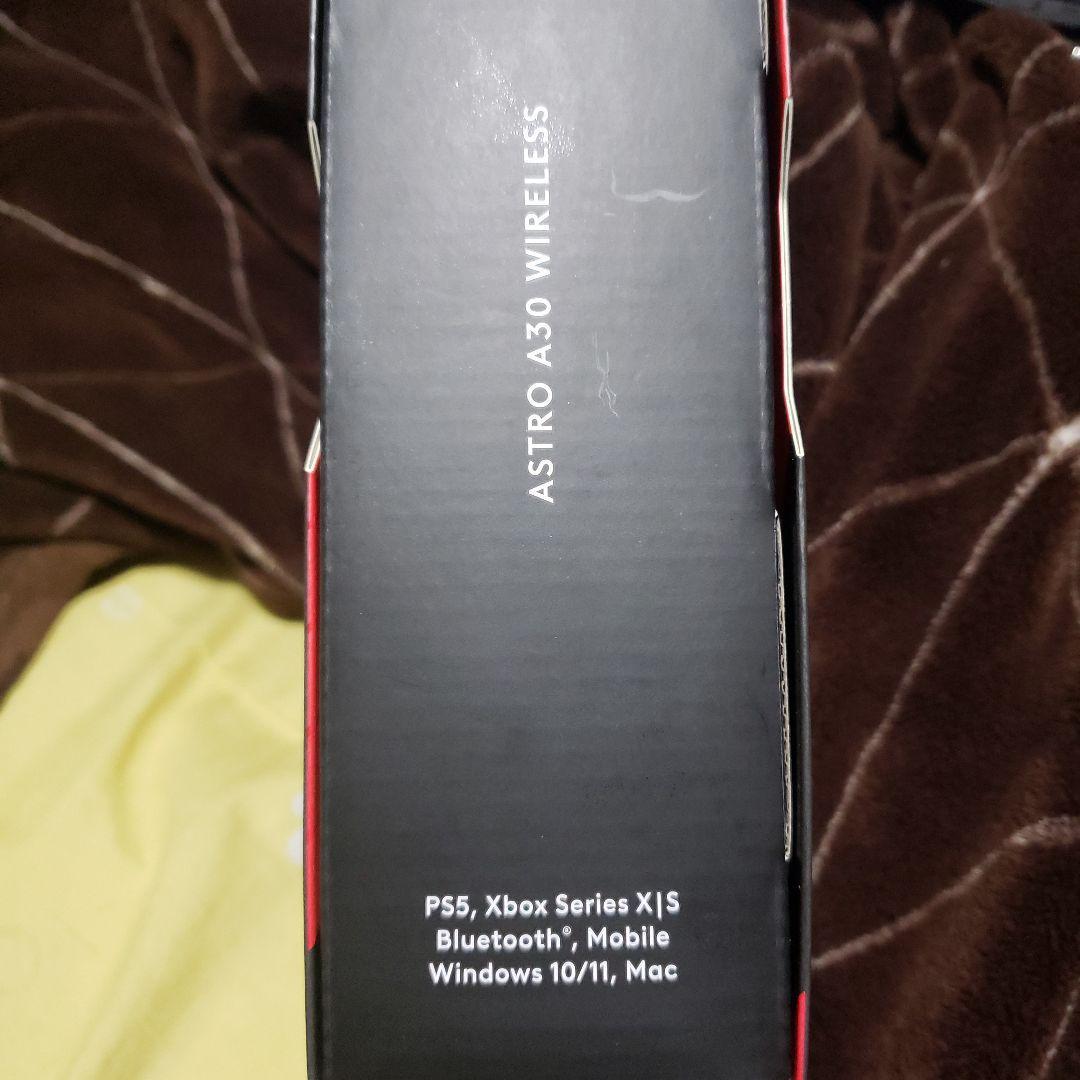 ASTRO A30 WIRELESS
PS5, Xbox Series X|S
Bluetooth®, Mobile
Windows 10/11, Mac